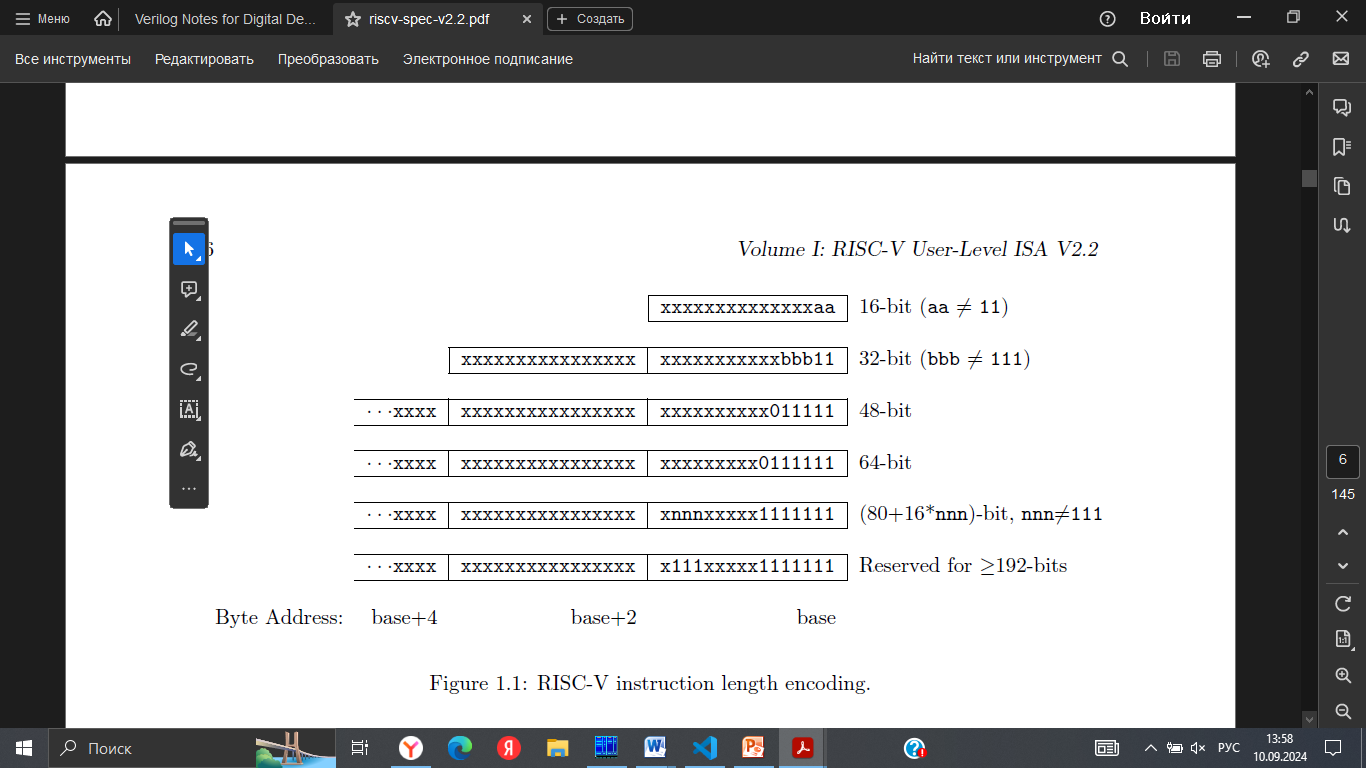 Меню
Verilog Notes for Digital De...
riscv-spec-v2.2.pdf
Создать
Войти
Все инструменты
Редактировать
Преобразовать
Электронное подписание
Найти текст или инструмент
6
Volume I: RISC-V User-Level ISA V2.2
xxxxxxxxxxxxxxaa 16-bit (aa ≠ 11)
xxxxxxxxxxxxxxxx xxxxxxxxxxxbbb11 32-bit (bbb ≠ 111)
···xxxx xxxxxxxxxxxxxxxx xxxxxxxxxx011111 48-bit
···xxxx xxxxxxxxxxxxxxxx xxxxxxxxx0111111 64-bit
···xxxx xxxxxxxxxxxxxxxx xnnnxxxxx1111111 (80+16*nnn)-bit, nnn≠111
···xxxx xxxxxxxxxxxxxxxx x111xxxxx1111111 Reserved for ≥192-bits
Byte Address: base+4 base+2 base
Figure 1.1: RISC-V instruction length encoding.
6
145
1:1
Поиск
РУС
13:58
10.09.2024